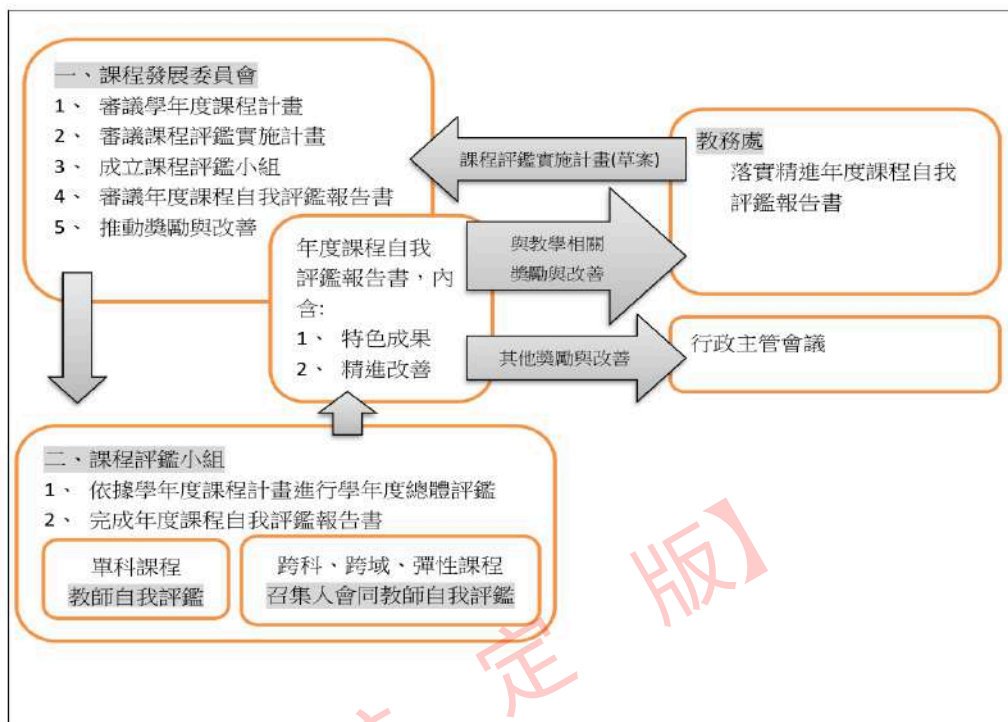 一、課程發展委員會
1、 審議學年度課程計畫
2、 審議課程評鑑實施計畫
3、 成立課程評鑑小組
4、 審議年度課程自我評鑑報告書
5、 推動獎勵與改善
課程評鑑實施計畫(草案)
教務處
落實精進年度課程自我
評鑑報告書
年度課程自我
評鑑報告書，內
含:
1、 特色成果
2、 精進改善
與教學相關
獎勵與改善
其他獎勵與改善
行政主管會議
二、課程評鑑小組
1、 依據學年度課程計畫進行學年度總體評鑑
2、 完成年度課程自我評鑑報告書
單科課程
教師自我評鑑
跨科、跨域、彈性課程
召集人會同教師自我評鑑
定 版】